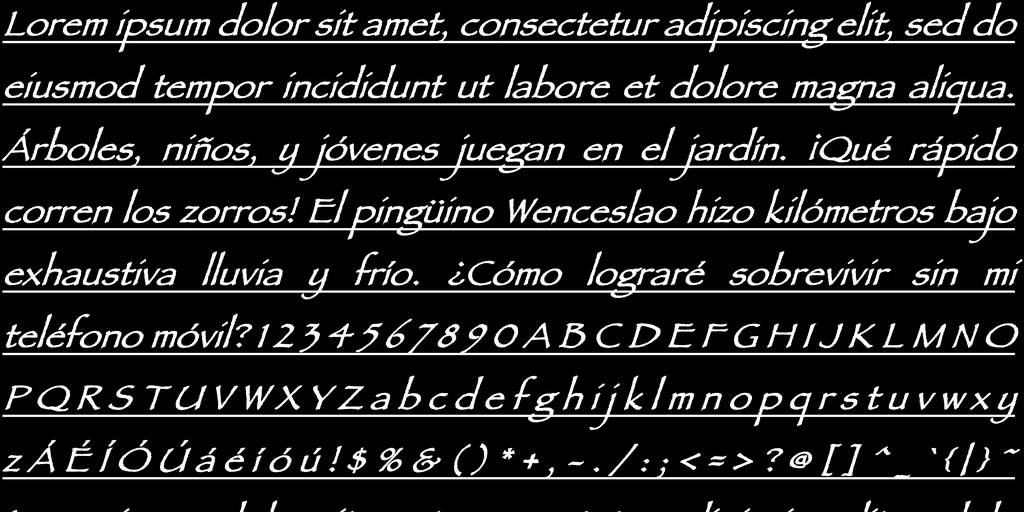 Lorem ipsum dolor sit amet, consectetur adipiscing elit, sed do
eiusmod tempor incididunt ut labore et dolore magna aliqua.
Árboles, niños, y jóvenes juegan en el jardín. ¡Qué rápido
corren los zorros! El pingüino Wenceslao hizo kilómetros bajo
exhaustiva lluvia y frío. ¿Cómo lograré sobrevivir sin mi
teléfono móvil?1 2 3 4 5 6 7 8 9 0 A B C D E F G H I J K L M N O
P Q R S T U V W X Y Z a b c d e f g h i j k l m n o p q r s t u v w x y
z Á É Í Ó Ú á é í ó ú ! $ % & ( ) * + , - . / : ; < = > ? @ [ ] ^ _ ` { | } ~